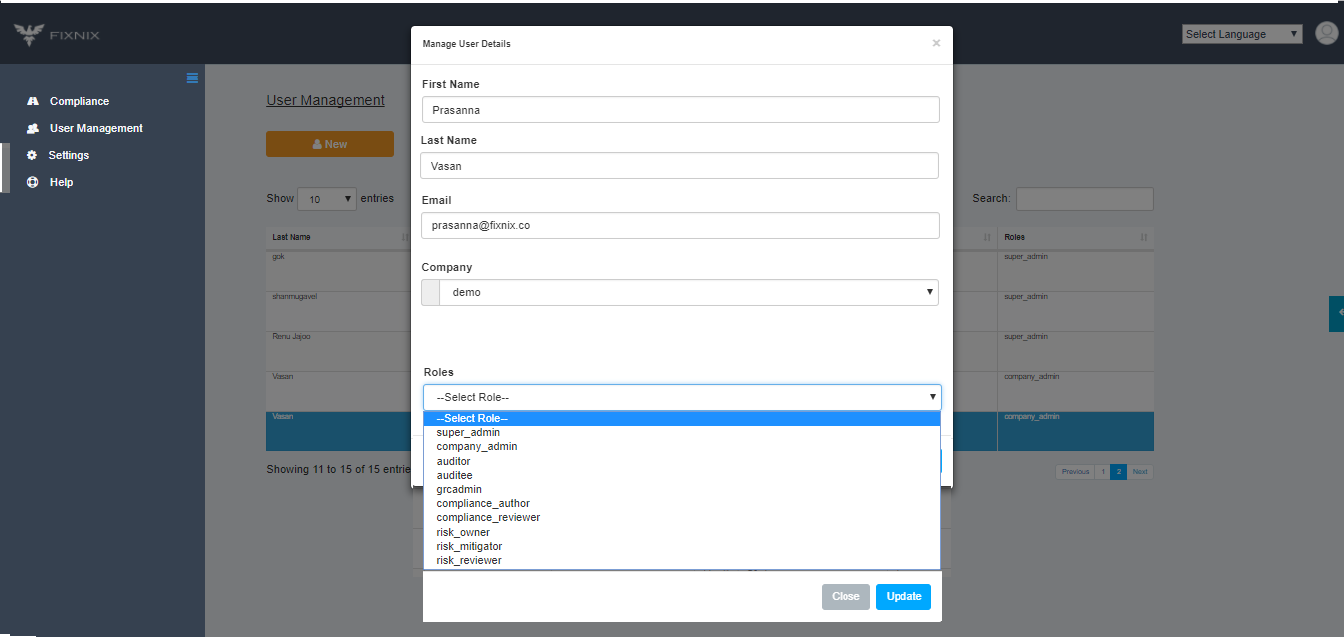 FIXNIX
Select Language
Compliance
User Management
Settings
Help
User Management
New
Show 10 entries
Search:
Last Name
Roles
gok
super_admin
shanmugavel
super_admin
Renu Jajoo
super_admin
Vasan
company_admin
Vasan
company_admin
Showing 11 to 15 of 15 entrie
Previous 1 2 Next
Manage User Details
×
First Name
Prasanna
Last Name
Vasan
Email
prasanna@fixnix.co
Company
demo
Roles
--Select Role--
--Select Role--
super_admin
company_admin
auditor
auditee
grcadmin
compliance_author
compliance_reviewer
risk_owner
risk_mitigator
risk_reviewer
Close
Update